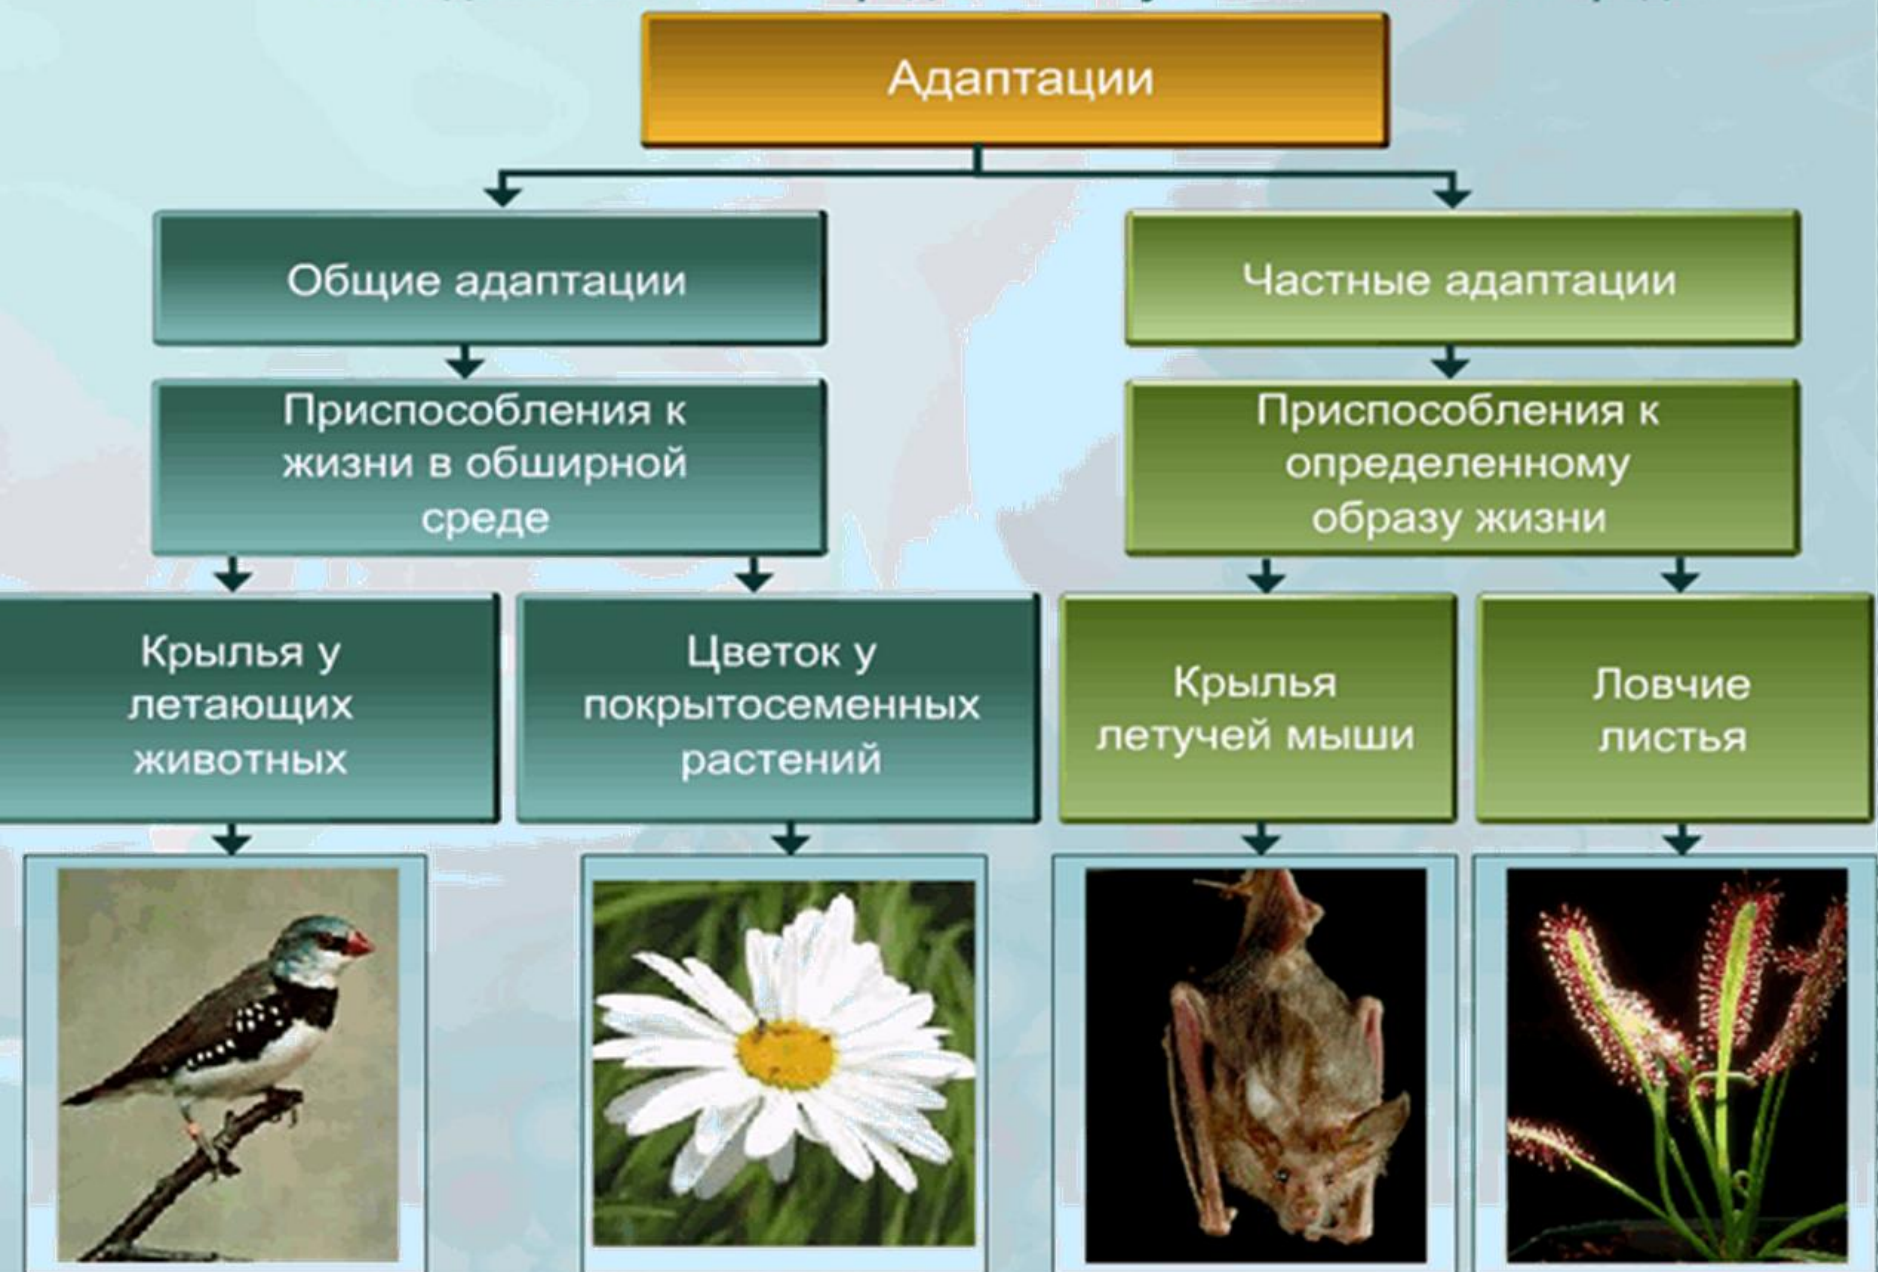 Адаптации
Общие адаптации
Частные адаптации
Приспособления к
жизни в обширной
среде
Приспособления к
определенному
образу жизни
Крылья у
летающих
животных
Цветок у
покрытосеменных
растений
Крылья
летучей мыши
Ловчие
листья